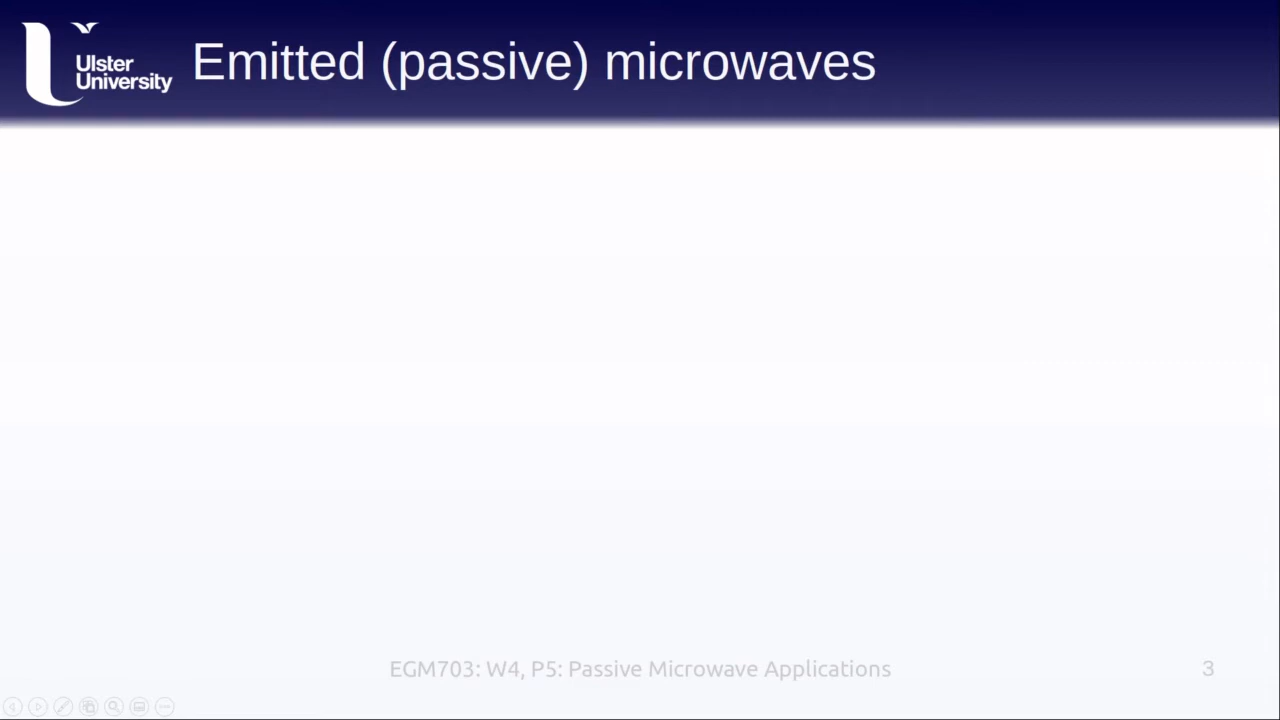 Ulster
University
Emitted (passive) microwaves
EGM703: W4, P5: Passive Microwave Applications
3